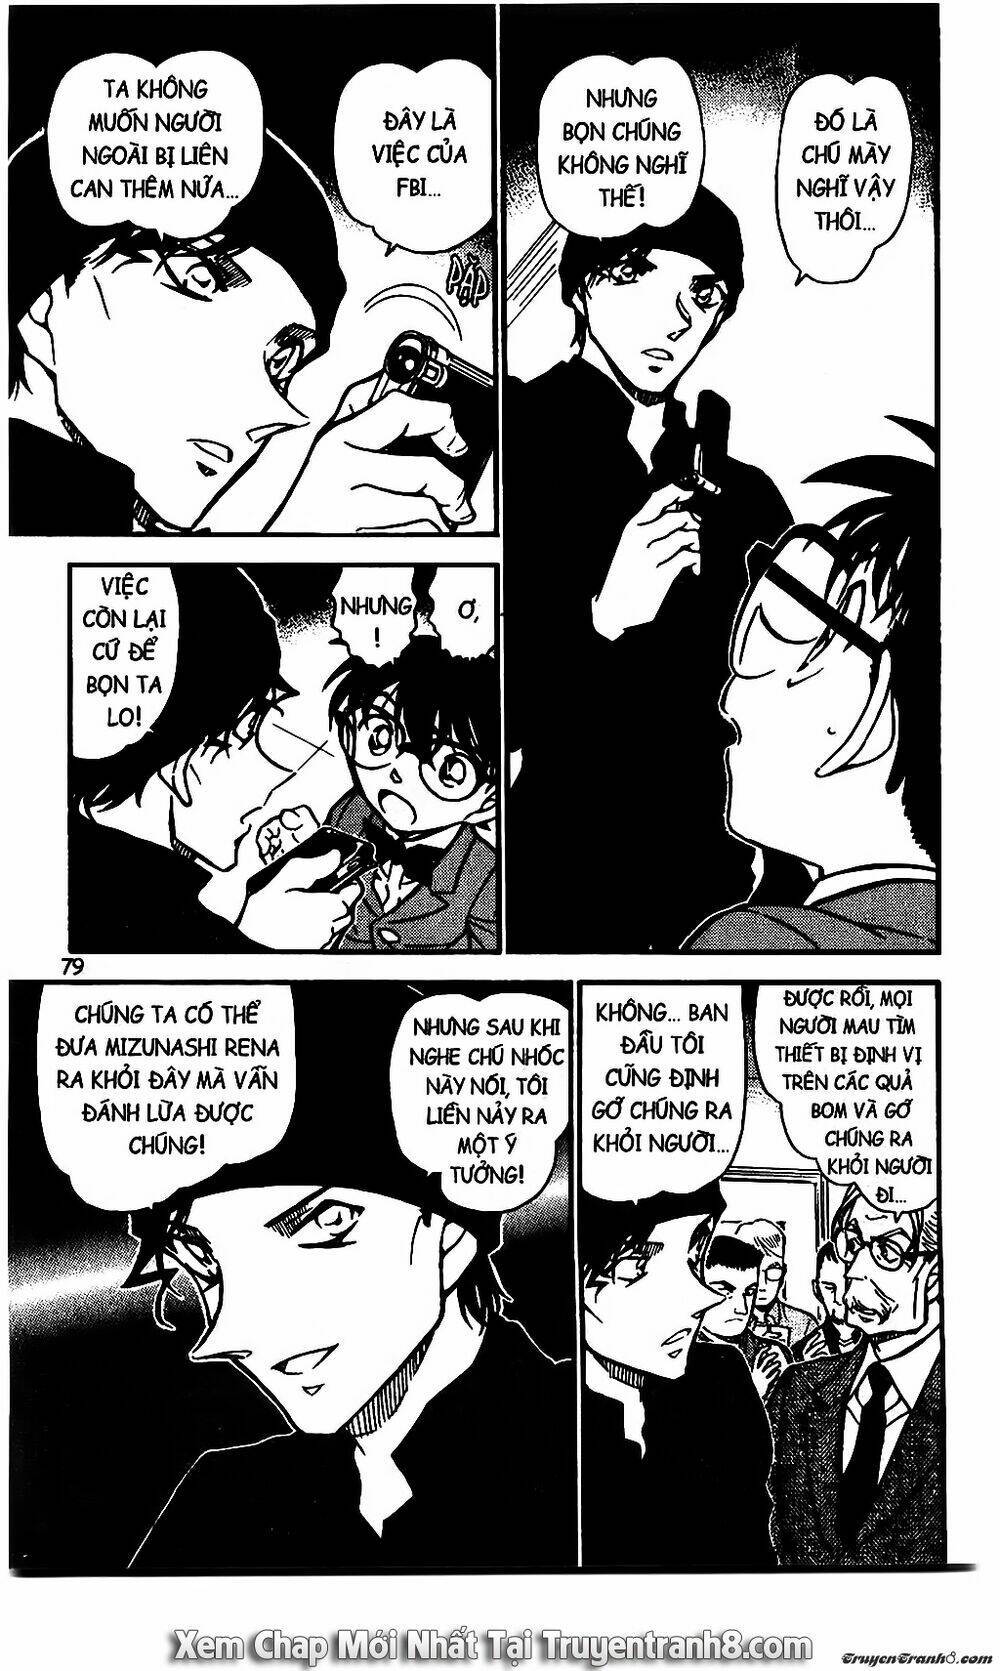 ĐÓ LÀ
CHÚ MÀY
NGHĨ VẬY
THÔI...
NHƯNG
BỌN CHÚNG
KHÔNG NGHĨ
THẾ!
ĐÂY LÀ
VIỆC CỦA
FBI...
TA KHÔNG
MUỐN NGƯỜI
NGOÀI BỊ LIÊN
CAN THÊM NỮA...
PẶP
Ơ,
NHƯNG
!
VIỆC
CÒN LẠI
CỨ ĐỂ
BỌN TA
LO!
79
ĐƯỢC RỒI, MỌI
NGƯỜI MAU TÌM
THIẾT BỊ ĐỊNH VỊ
TRÊN CÁC QUẢ
BOM VÀ GỠ
CHÚNG RA
KHỎI NGƯỜI
ĐI...
KHÔNG... BAN
ĐẦU TÔI
CŨNG ĐỊNH
GỠ CHÚNG RA
KHỎI NGƯỜI...
NHƯNG SAU KHI
NGHE CHÚ NHÓC
NÀY NÓI, TÔI
LIỀN NẢY RA
MỘT Ý
TƯỞNG!
CHÚNG TA CÓ THỂ
ĐƯA MIZUNASHI RENA
RA KHỎI ĐÂY MÀ VẪN
ĐÁNH LỪA ĐƯỢC
CHÚNG!
Xem Chap Mới Nhất Tại Truyentranh8.com
TruyenTranh8.com